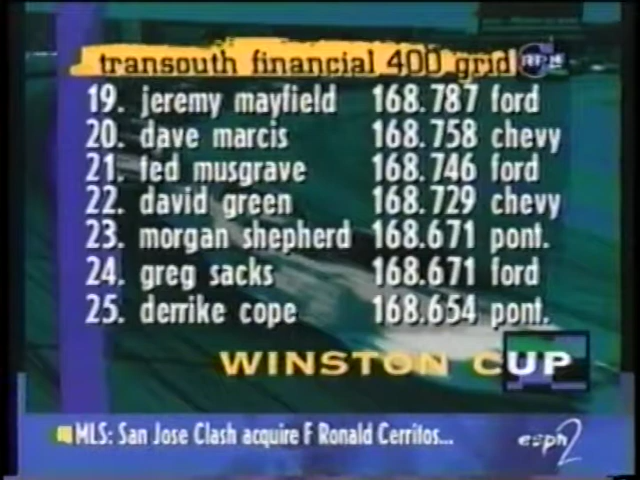 transouth financial 400 grid
19. jeremy mayfield 168.787 ford
20. dave marcis 168.758 chevy
21. ted musgrave 168.746 ford
22. david green 168.729 chevy
23. morgan shepherd 168.671 pont.
24. greg sacks 168.671 ford
25. derrike cope 168.654 pont.
WINSTON CUP
MLS: San Jose Clash acquire F Ronald Cerritos...
espn2